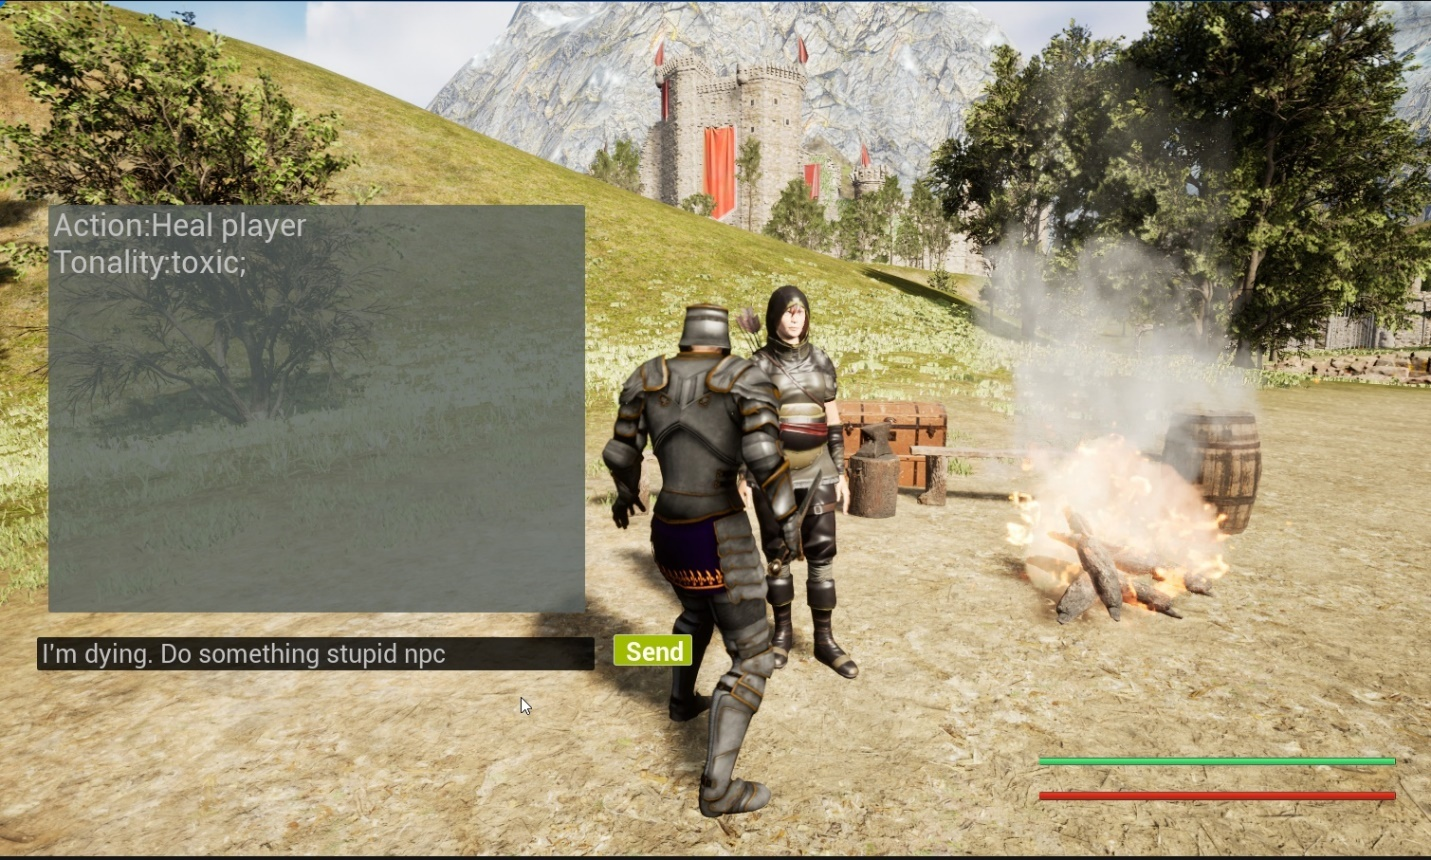 Action:Heal player
Tonality:toxic;
I'm dying. Do something stupid npc
Send